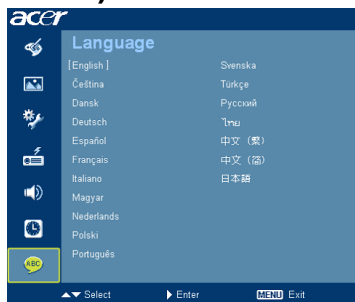 acer
Language
[English ]
Čeština
Dansk
Deutsch
Español
Français
Italiano
Magyar
Nederlands
Polski
Português
Svenska
Türkçe
Русский
ไทย
中文 (繁)
中文 (简)
日本語
ABC
Select
Enter
MENU Exit